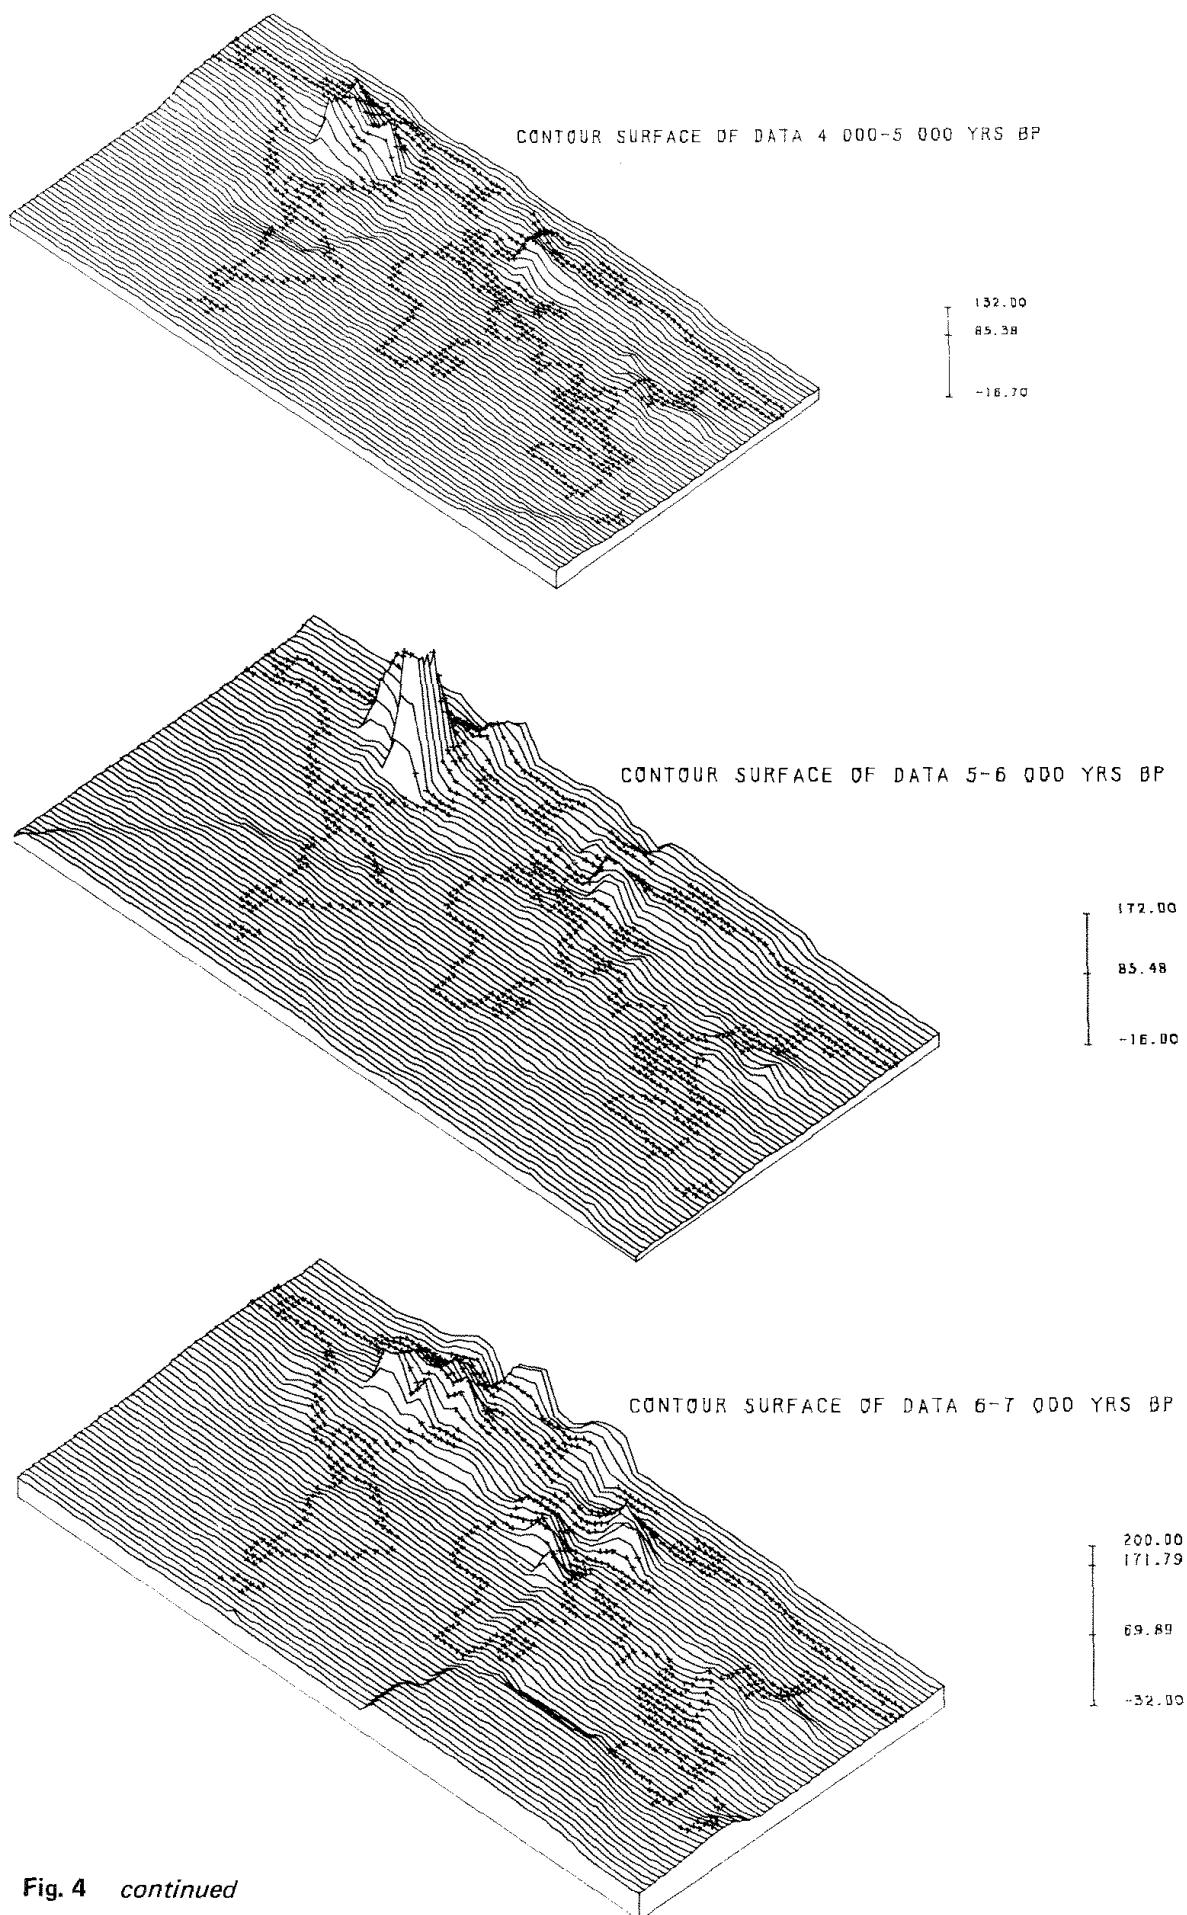 CONTOUR SURFACE OF DATA 4 000-5 000 YRS BP
132.00
85.38
-16.70
CONTOUR SURFACE OF DATA 5-6 000 YRS BP
172.00
85.48
-16.00
CONTOUR SURFACE OF DATA 6-7 000 YRS BP
200.00
171.79
69.89
-32.00
Fig. 4 continued